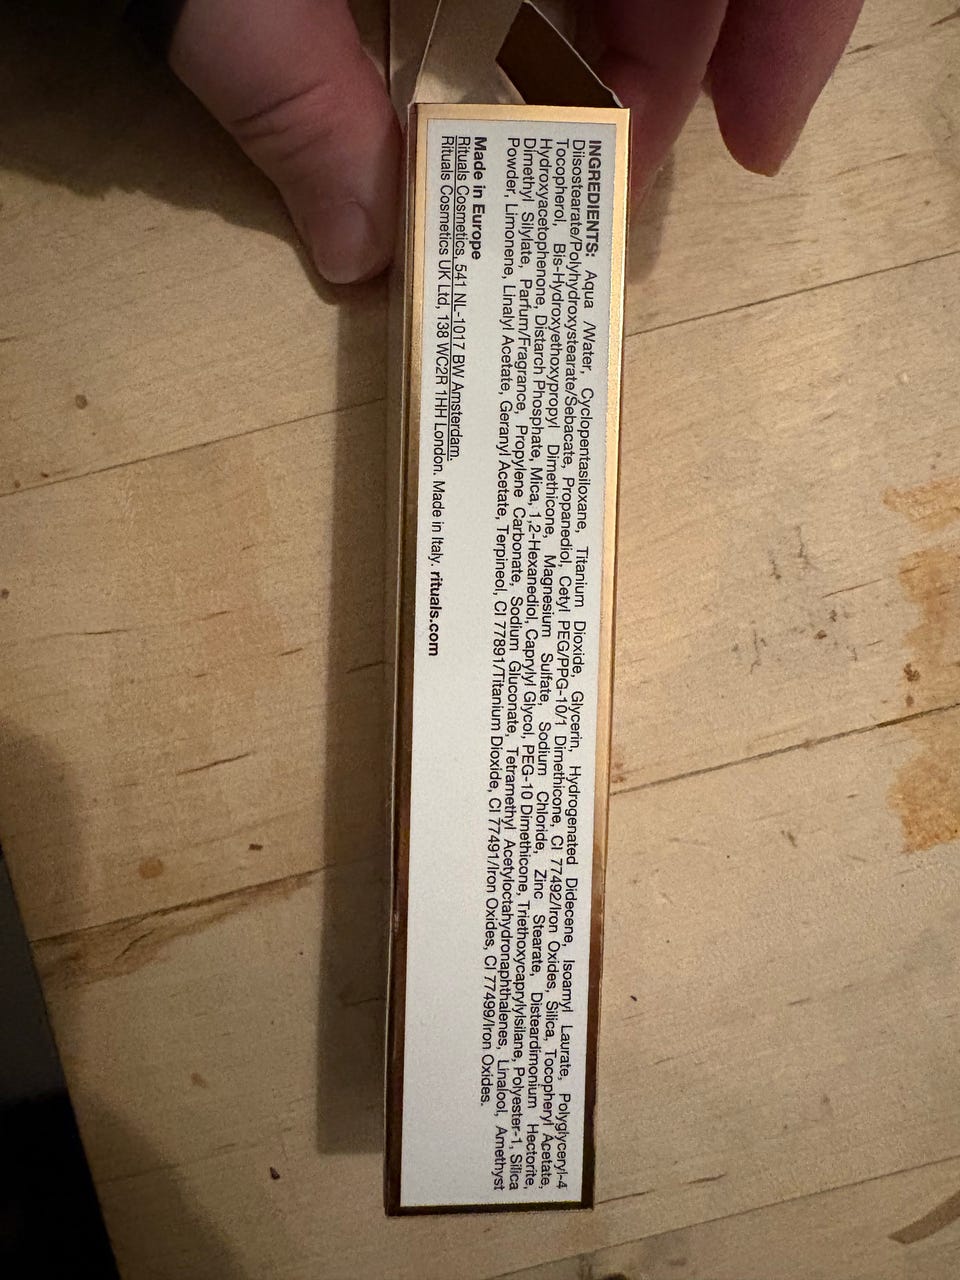 INGREDIENTS: Aqua /Water, Cyclopentasiloxane, Titanium Dioxide, Glycerin, Hydrogenated Didecene, Isoamyl Laurate, Polyglyceryl-4
Diisostearate/Polyhydroxystearate/Sebacate, Propanediol, Cetyl PEG/PPG-10/1 Dimethicone, CI 77492/Iron Oxides, Silica, Tocopheryl Acetate,
Tocopherol, Bis-Hydroxyethoxypropyl Dimethicone, Magnesium Sulfate, Sodium Chloride, Zinc Stearate, Disteardimonium Hectorite,
Hydroxyacetophenone, Distarch Phosphate, Mica, 1,2-Hexanediol, Caprylyl Glycol, PEG-10 Dimethicone, Triethoxycaprylylsilane, Polyester-1, Silica
Dimethyl Silylate, Parfum/Fragrance, Propylene Carbonate, Sodium Gluconate, Tetramethyl Acetyloctahydronaphthalenes, Linalool, Amethyst
Powder, Limonene, Linalyl Acetate, Geranyl Acetate, Terpineol, CI 77891/Titanium Dioxide, CI 77491/Iron Oxides, CI 77499/Iron Oxides.
Made in Europe
Rituals Cosmetics, 541 NL-1017 BW Amsterdam.
Rituals Cosmetics UK Ltd, 138 WC2R 1HH London. Made in Italy. rituals.com